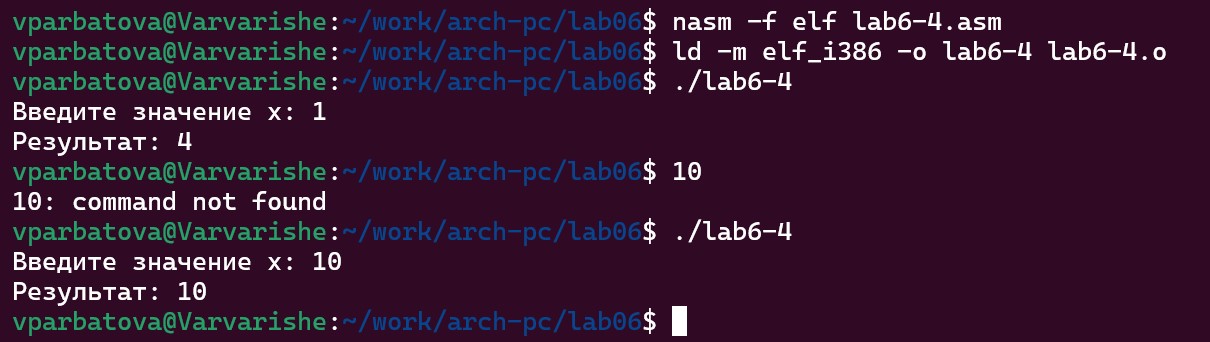 vparbatova@Varvarishe:~/work/arch-pc/lab06$ nasm -f elf lab6-4.asm
vparbatova@Varvarishe:~/work/arch-pc/lab06$ ld -m elf_i386 -o lab6-4 lab6-4.o
vparbatova@Varvarishe:~/work/arch-pc/lab06$ ./lab6-4
Введите значение x: 1
Результат: 4
vparbatova@Varvarishe:~/work/arch-pc/lab06$ 10
10: command not found
vparbatova@Varvarishe:~/work/arch-pc/lab06$ ./lab6-4
Введите значение x: 10
Результат: 10
vparbatova@Varvarishe:~/work/arch-pc/lab06$